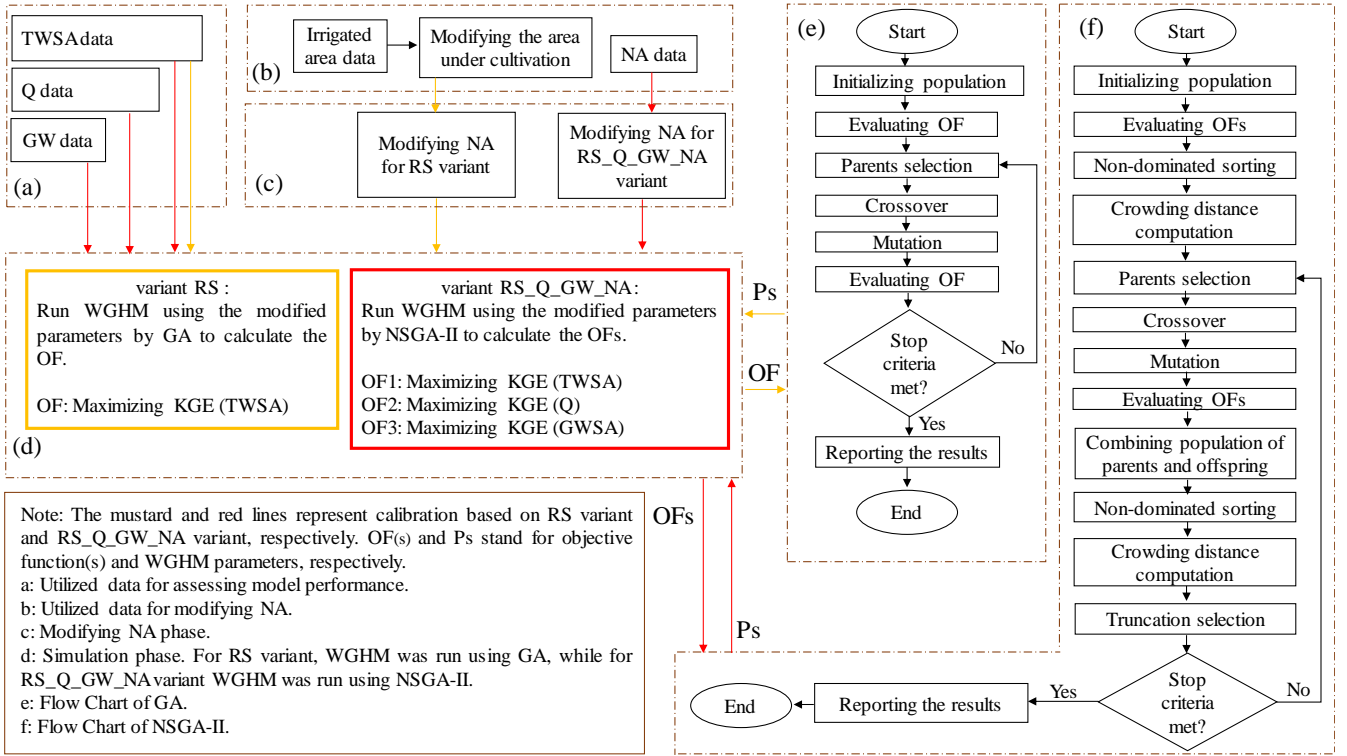 TWSA data
Q data
GW data
(a)
Irrigated
area data
Modifying the area
under cultivation
NA data
(b)
Modifying NA
for RS variant
Modifying NA for
RS_Q_GW_NA
variant
(c)
variant RS :
Run WGHM using the modified
parameters by GA to calculate the
OF.
OF: Maximizing KGE (TWSA)
variant RS_Q_GW_NA:
Run WGHM using the modified parameters
by NSGA-II to calculate the OFs.
OF1: Maximizing KGE (TWSA)
OF2: Maximizing KGE (Q)
OF3: Maximizing KGE (GWSA)
(d)
Ps
OF
OFs
Ps
Note: The mustard and red lines represent calibration based on RS variant
and RS_Q_GW_NA variant, respectively. OF(s) and Ps stand for objective
function(s) and WGHM parameters, respectively.
a: Utilized data for assessing model performance.
b: Utilized data for modifying NA.
c: Modifying NA phase.
d: Simulation phase. For RS variant, WGHM was run using GA, while for
RS_Q_GW_NA variant WGHM was run using NSGA-II.
e: Flow Chart of GA.
f: Flow Chart of NSGA-II.
(e)
Start
Initializing population
Evaluating OF
Parents selection
Crossover
Mutation
Evaluating OF
Stop
criteria
met?
No
Yes
Reporting the results
End
(f)
Start
Initializing population
Evaluating OFs
Non-dominated sorting
Crowding distance
computation
Parents selection
Crossover
Mutation
Evaluating OFs
Combining population of
parents and offspring
Non-dominated sorting
Crowding distance
computation
Truncation selection
Stop
criteria
met?
No
Yes
Reporting the results
End